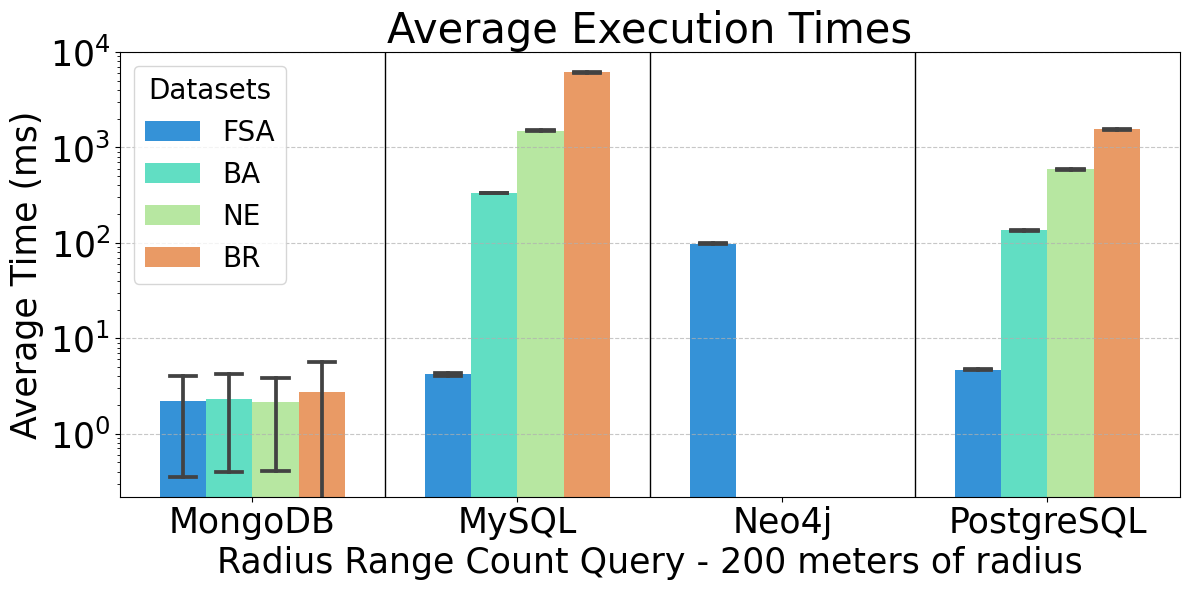 Average Execution Times
Average Time (ms)
10^4
10^3
10^2
10^1
10^0
Datasets
FSA
BA
NE
BR
MongoDB
MySQL
Neo4j
PostgreSQL
Radius Range Count Query - 200 meters of radius